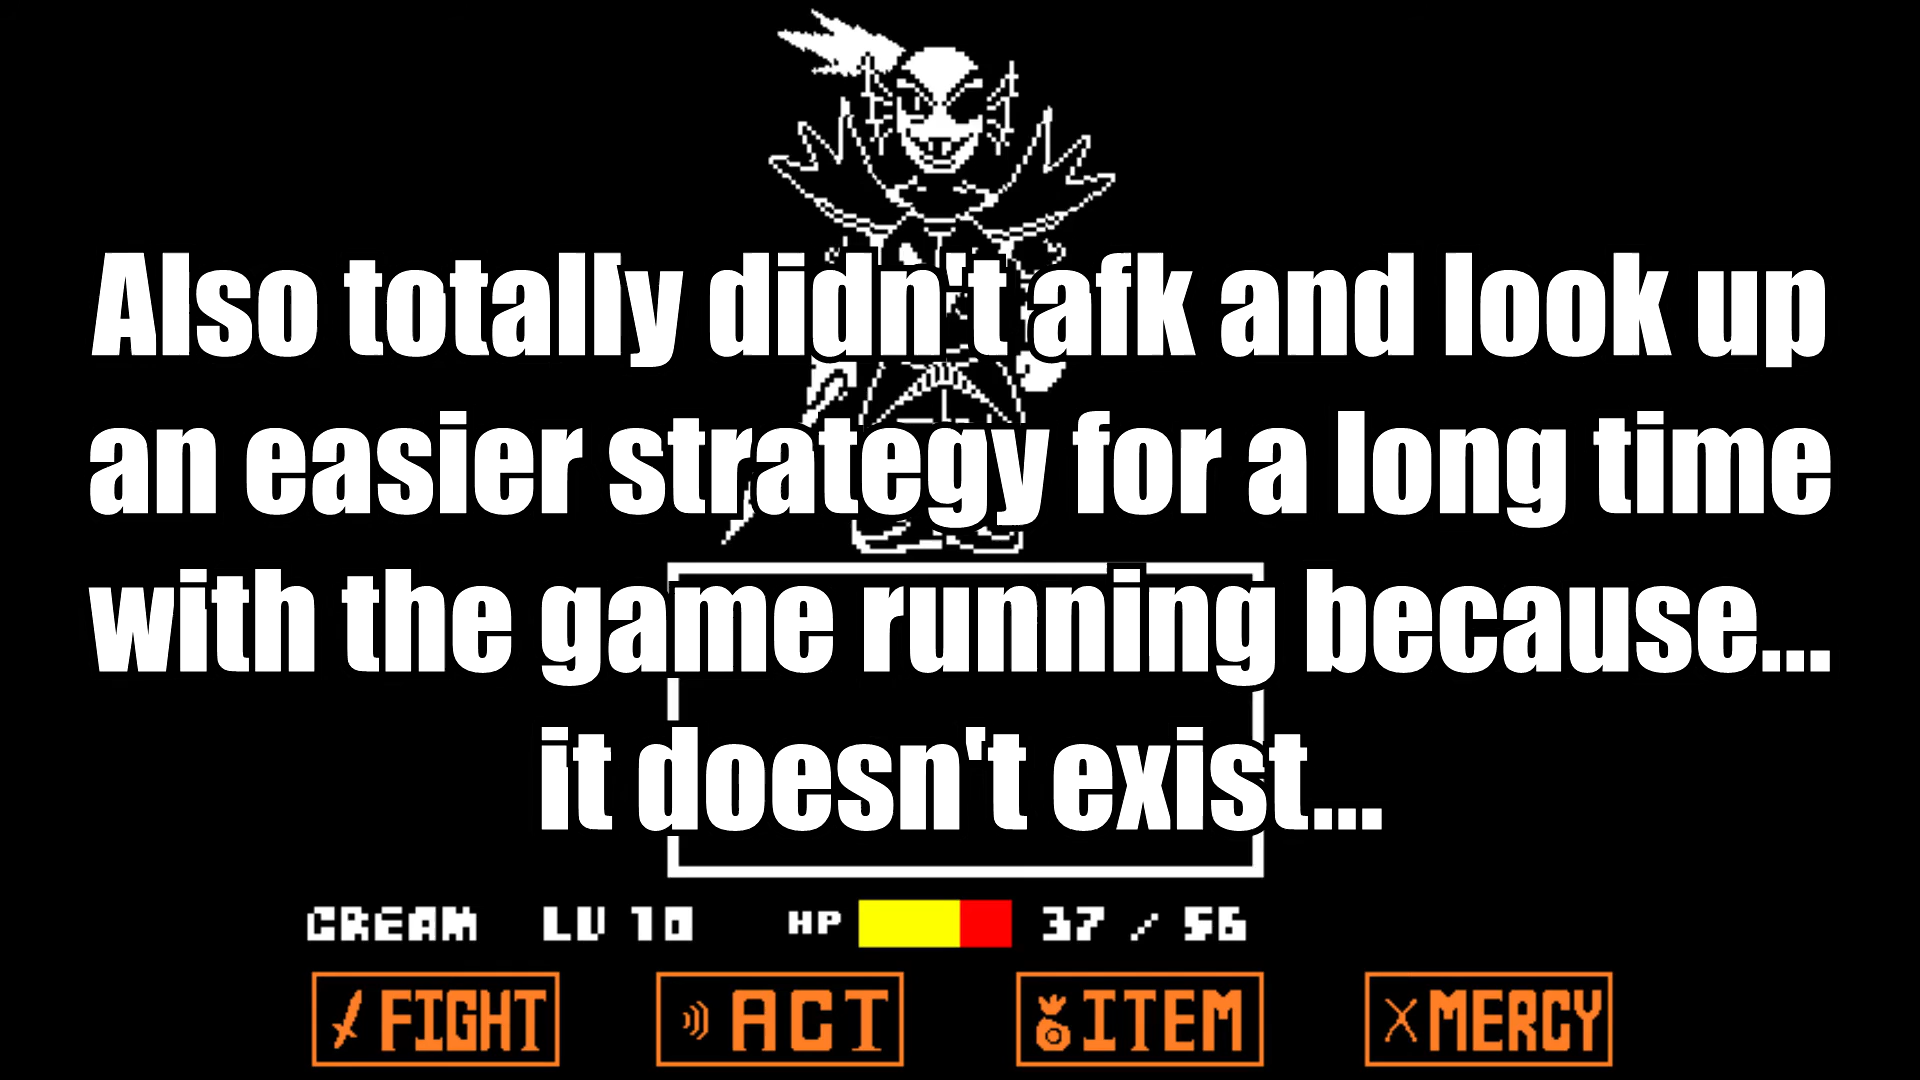 Also totally didn't afk and look up
an easier strategy for a long time
with the game running because...
it doesn't exist...
CREAM LV 10 HP 37 / 56
FIGHT ACT ITEM MERCY